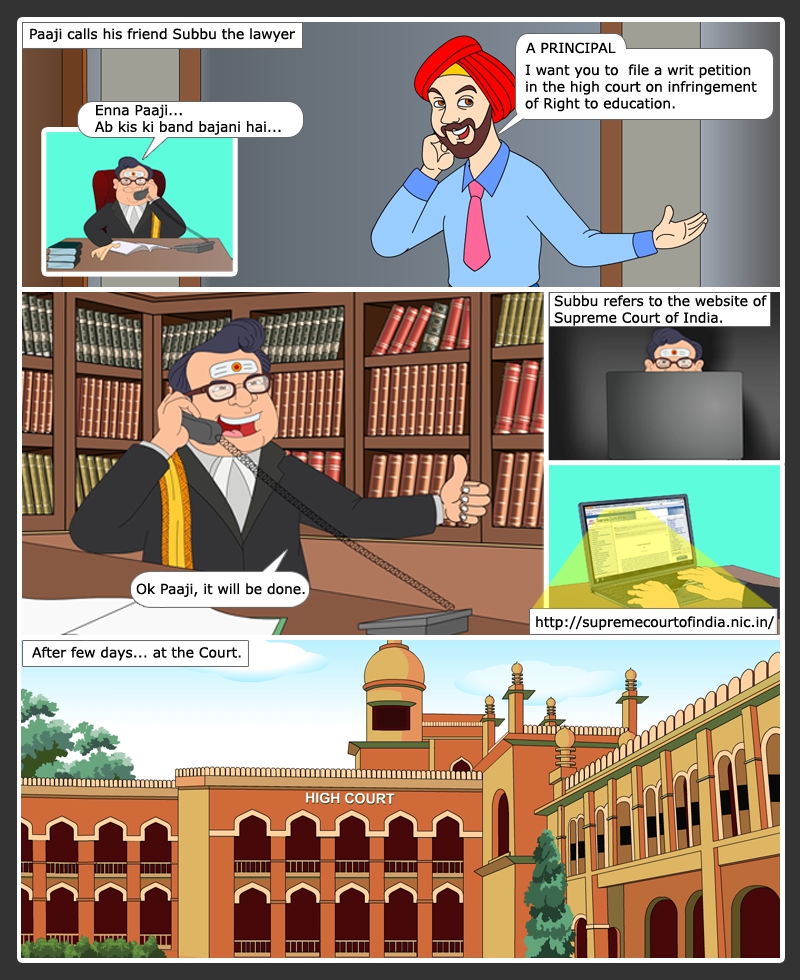 Paaji calls his friend Subbu the lawyer
A PRINCIPAL
I want you to  file a writ petition
in the high court on infringement
of Right to education.
Enna Paaji...
Ab kis ki band bajani hai...
Ok Paaji, it will be done.
Subbu refers to the website of
Supreme Court of India.
http://supremecourtofindia.nic.in/
After few days... at the Court.
HIGH COURT